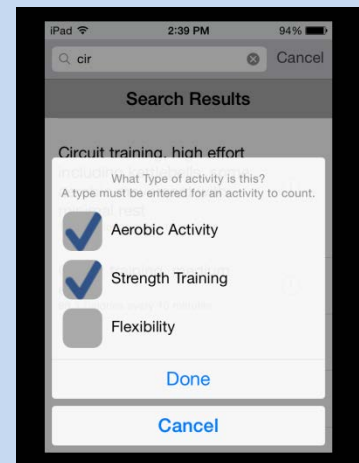 iPad 2:39 PM 94%
cir Cancel
Search Results
Circuit training, high effort
What Type of activity is this?
A type must be entered for an activity to count.
Aerobic Activity
Strength Training
Flexibility
Done
Cancel